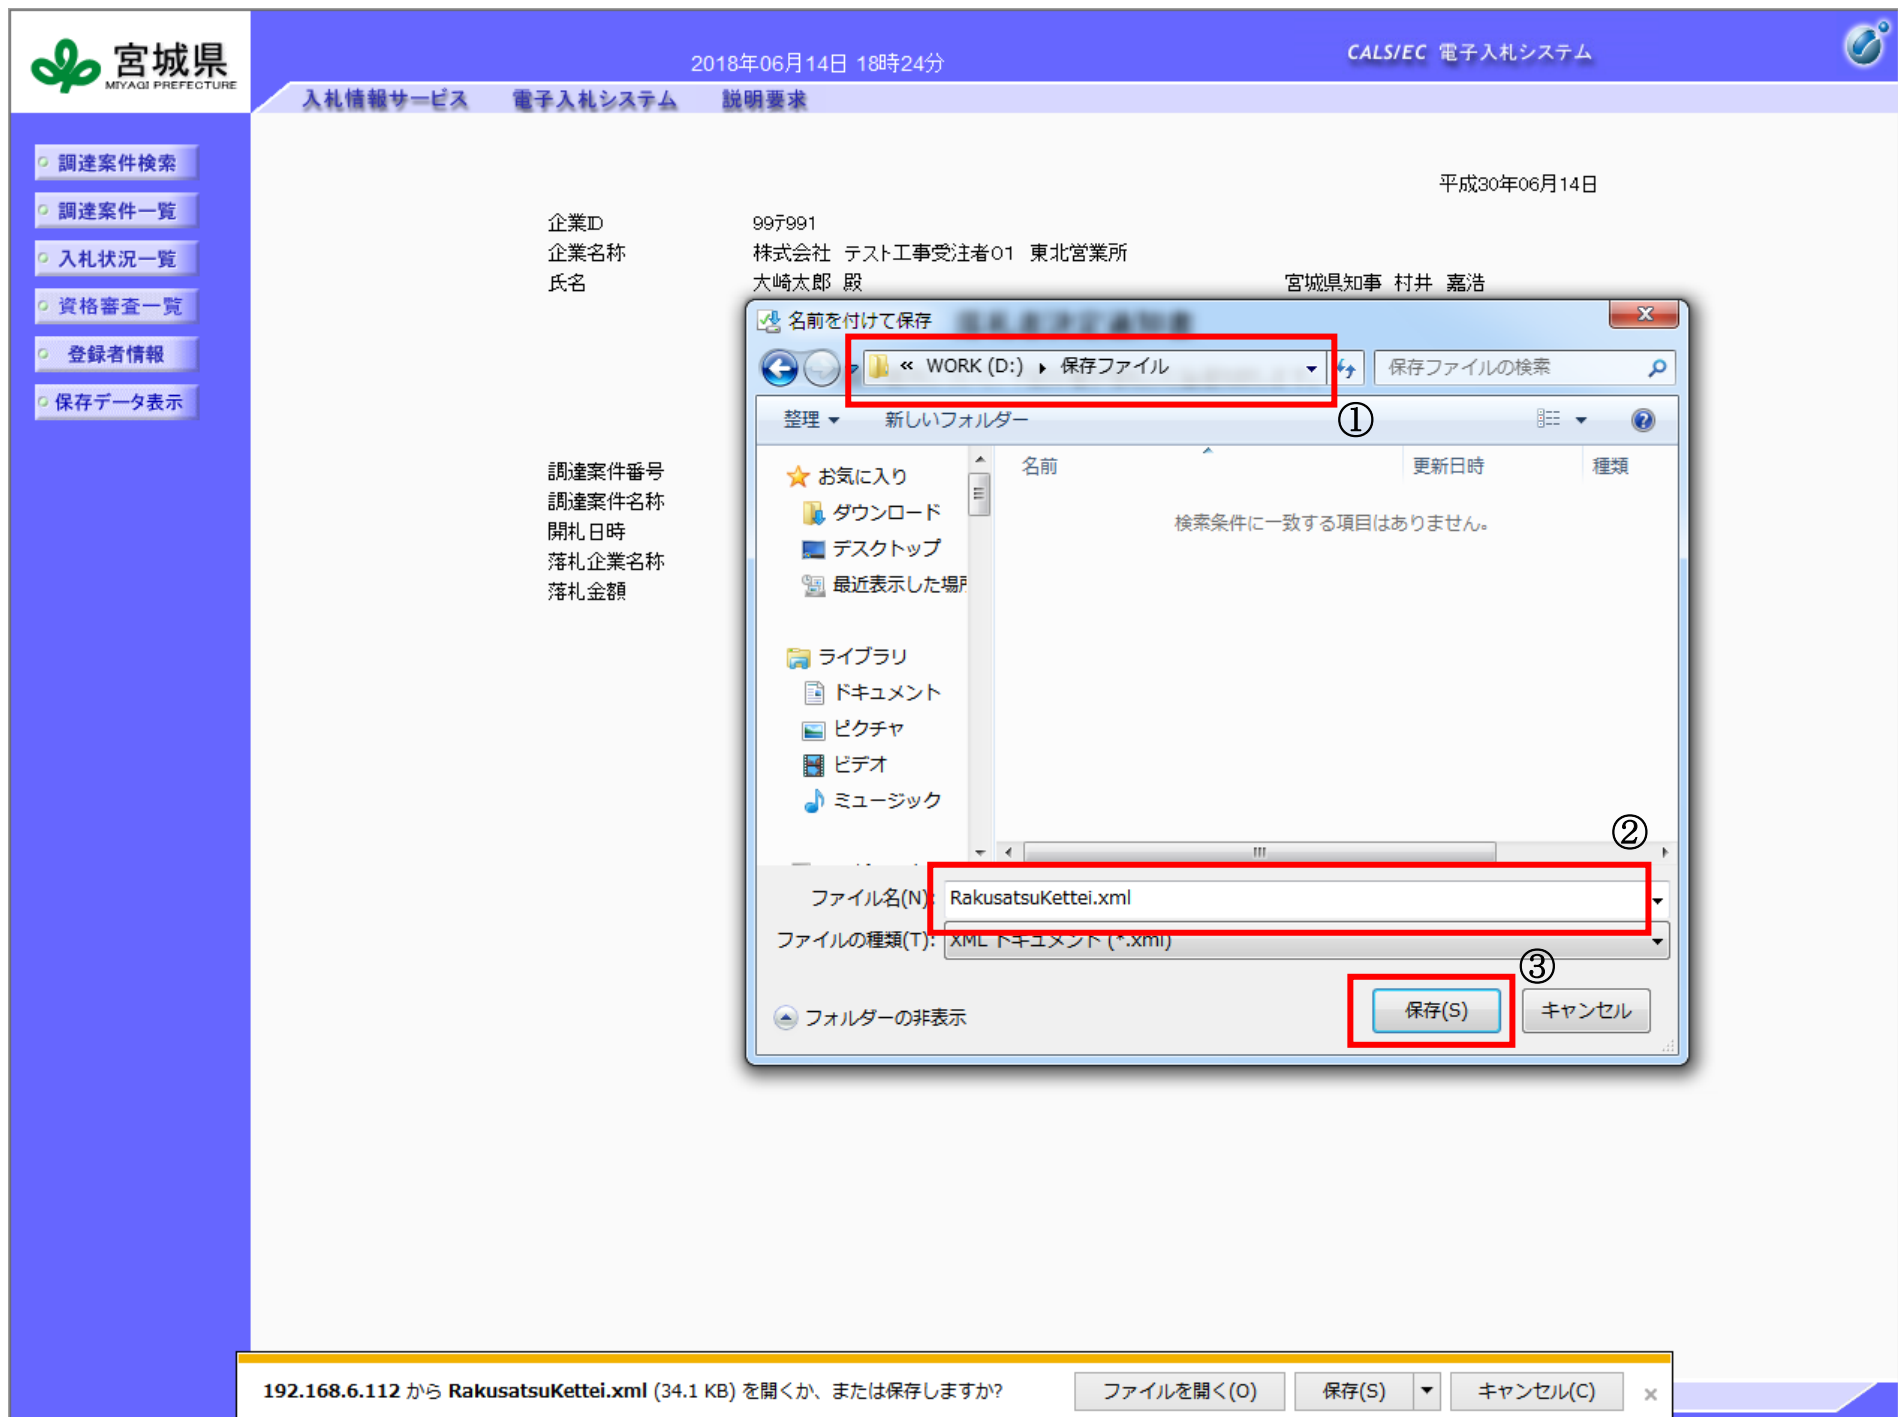 宮城県
MIYAGI PREFECTURE
2018年06月14日 18時24分
CALS/EC 電子入札システム
入札情報サービス 電子入札システム 説明要求
調達案件検索
調達案件一覧
入札状況一覧
資格審査一覧
登録者情報
保存データ表示
平成30年06月14日
企業ID 99テ991
企業名称 株式会社 テスト工事受注者01 東北営業所
氏名 大崎太郎 殿
宮城県知事 村井 嘉浩
調達案件番号
調達案件名称
開札日時
落札企業名称
落札金額
名前を付けて保存
« WORK (D:) ▸ 保存ファイル
保存ファイルの検索
①
整理 ▼ 新しいフォルダー
お気に入り
ダウンロード
デスクトップ
最近表示した場所
ライブラリ
ドキュメント
ピクチャ
ビデオ
ミュージック
名前 更新日時 種類
検索条件に一致する項目はありません。
②
ファイル名(N): RakusatsuKettei.xml
ファイルの種類(T): XML ドキュメント (*.xml)
③
フォルダーの非表示
保存(S) キャンセル
192.168.6.112 から RakusatsuKettei.xml (34.1 KB) を開くか、または保存しますか?
ファイルを開く(O) 保存(S) ▼ キャンセル(C) ×